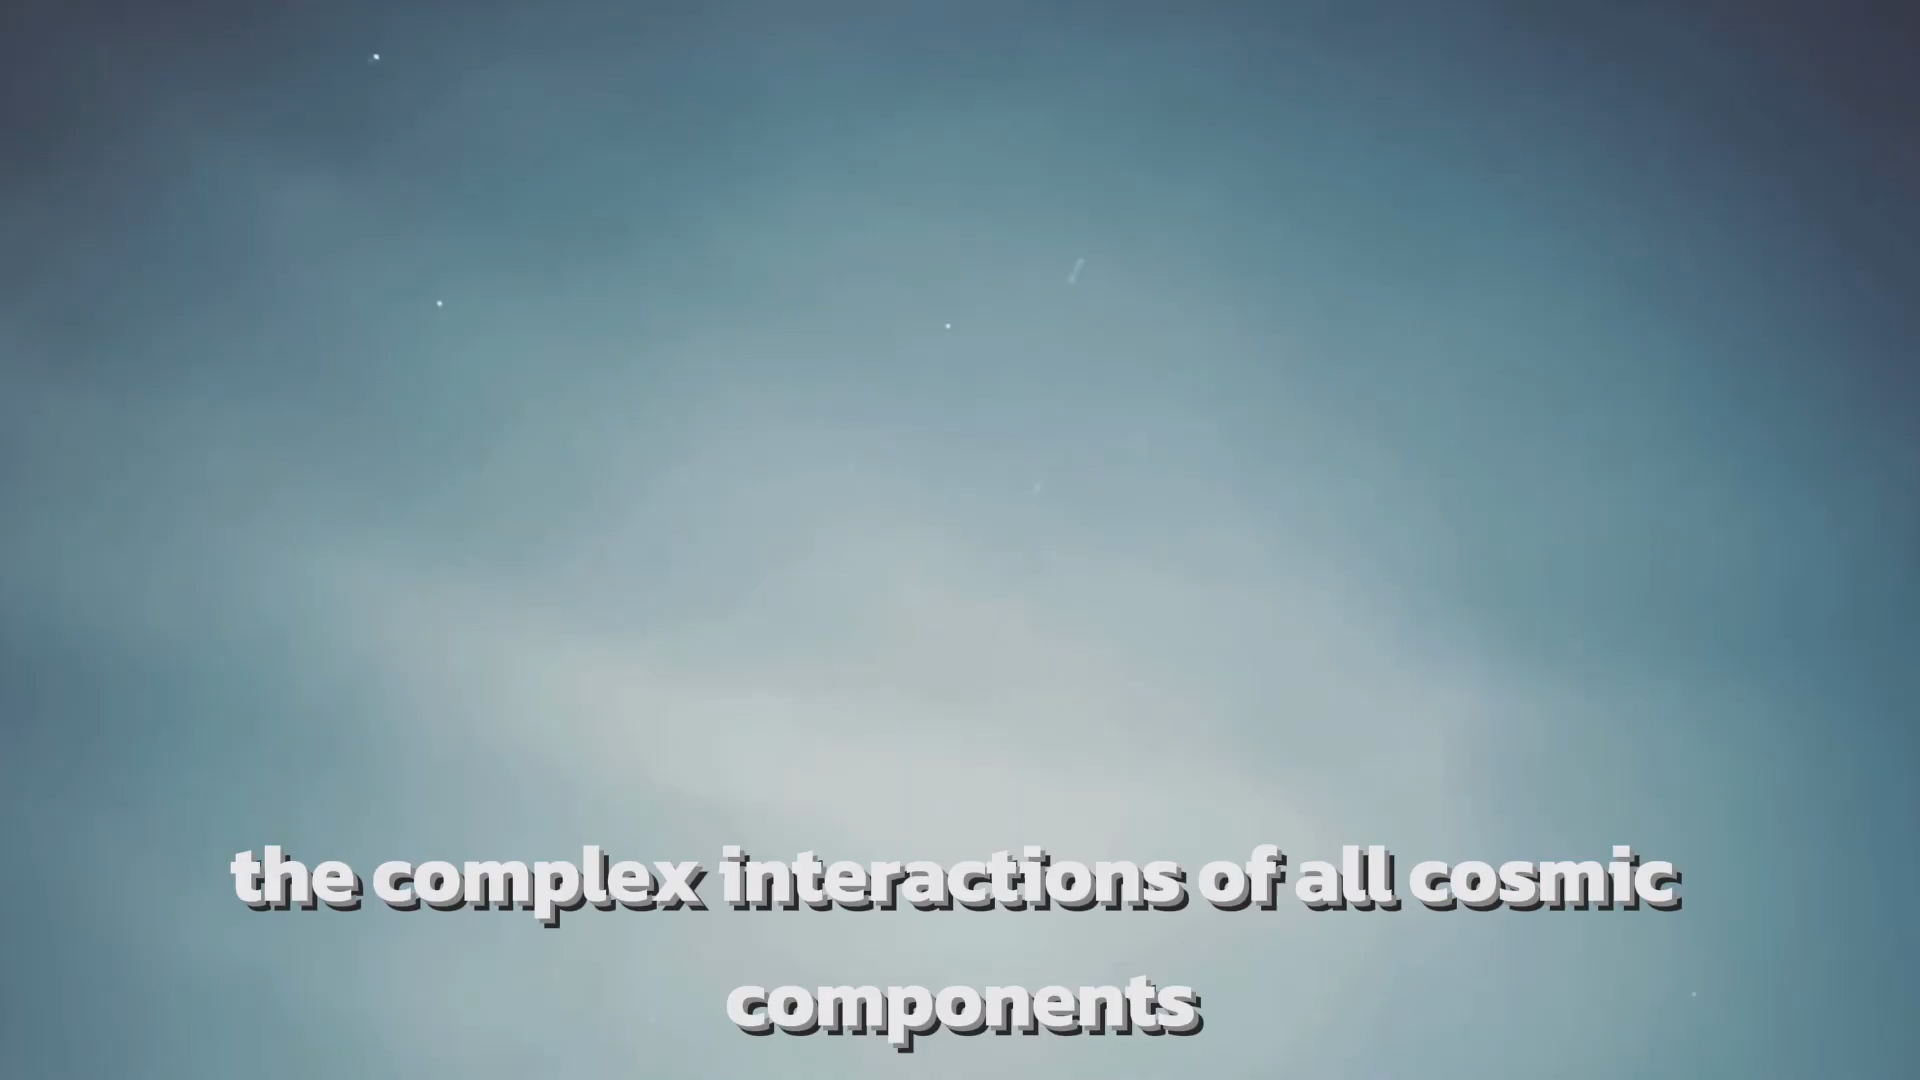 the complex interactions of all cosmic
components